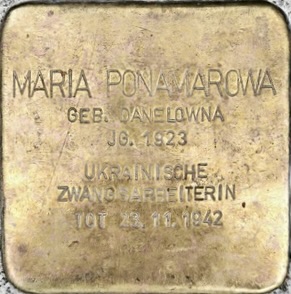 MARIA PONAMAROWA
GEB. DANELOWNA
JG. 1923
UKRAINISCHE
ZWANGSARBEITERIN
TOT 23. 11. 1942